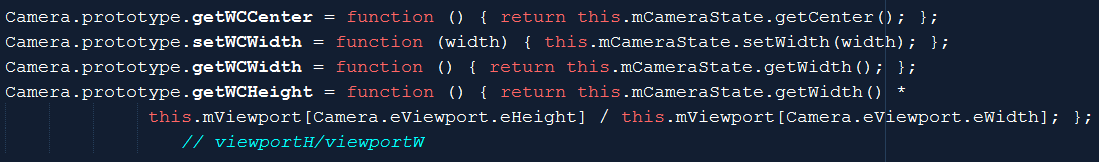 Camera.prototype.getWCCenter = function () { return this.mCameraState.getCenter(); };
Camera.prototype.setWCWidth = function (width) { this.mCameraState.setWidth(width); };
Camera.prototype.getWCWidth = function () { return this.mCameraState.getWidth(); };
Camera.prototype.getWCHeight = function () { return this.mCameraState.getWidth() *
this.mViewport[Camera.eViewport.eHeight] / this.mViewport[Camera.eViewport.eWidth]; };
// viewportH/viewportW